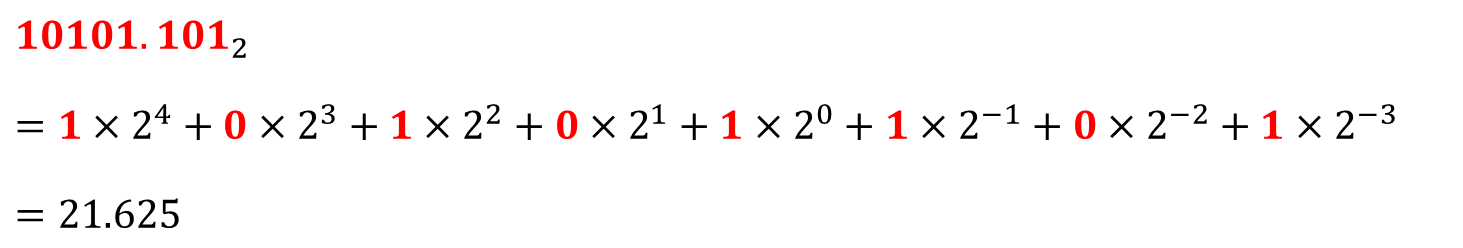 10101.101₂
= 1 × 2⁴ + 0 × 2³ + 1 × 2² + 0 × 2¹ + 1 × 2⁰ + 1 × 2⁻¹ + 0 × 2⁻² + 1 × 2⁻³
= 21.625